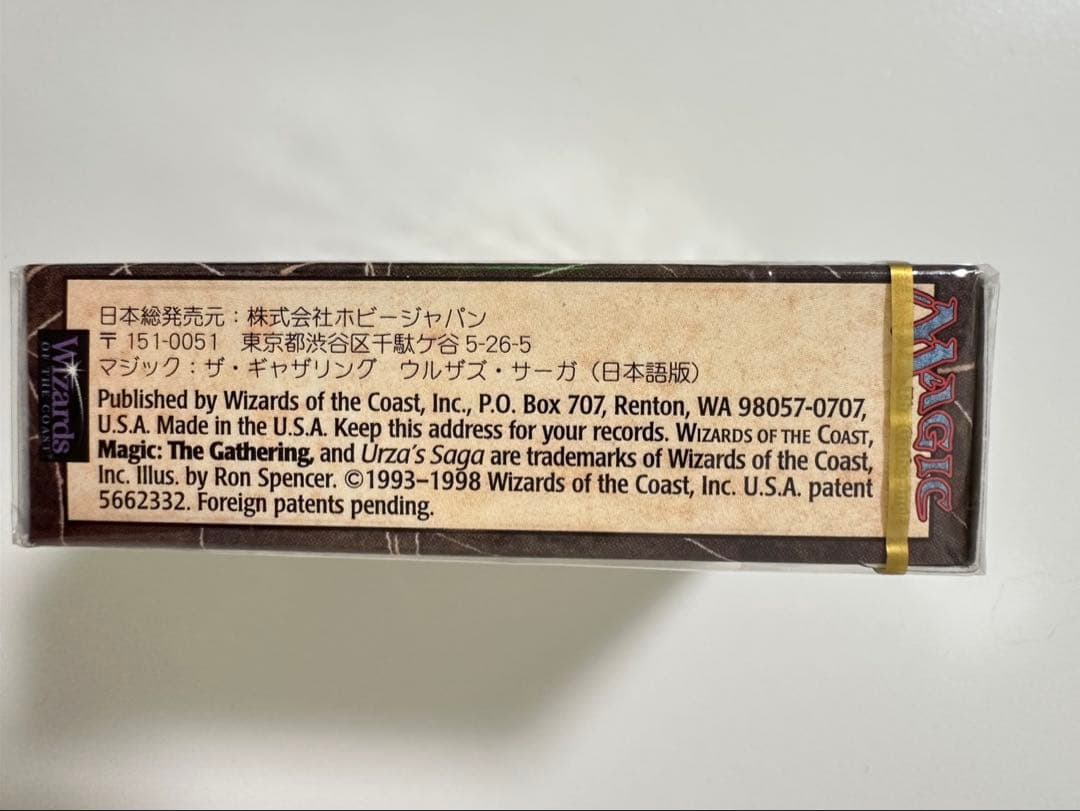 日本総発売元：株式会社ホビージャパン
〒151-0051 東京都渋谷区千駄ケ谷5-26-5
マジック：ザ・ギャザリング ウルザズ・サーガ（日本語版）
Published by Wizards of the Coast, Inc., P.O. Box 707, Renton, WA 98057-0707,
U.S.A. Made in the U.S.A. Keep this address for your records. WIZARDS OF THE COAST,
Magic: The Gathering, and Urza's Saga are trademarks of Wizards of the Coast,
Inc. Illus. by Ron Spencer. ©1993–1998 Wizards of the Coast, Inc. U.S.A. patent
5662332. Foreign patents pending.
Wizards
OF THE COAST
MAGIC